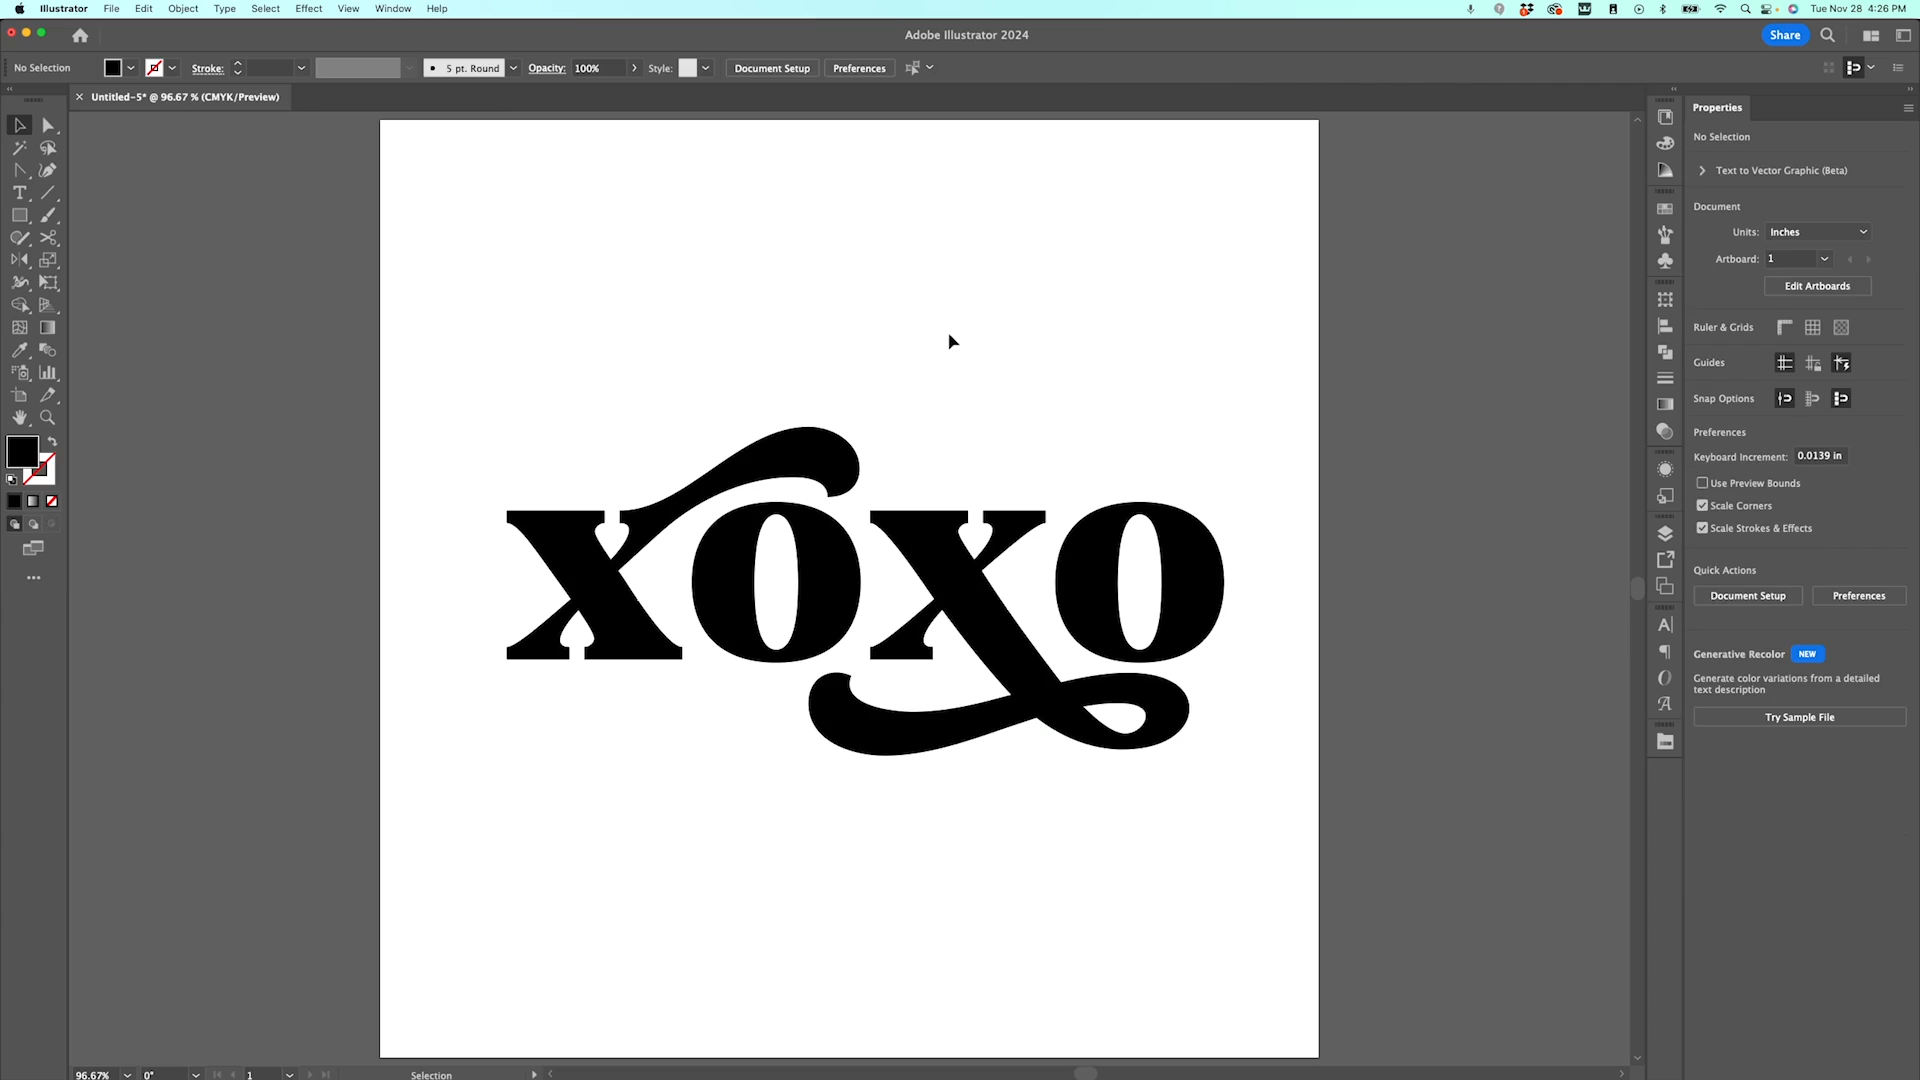 Illustrator File Edit Object Type Select Effect View Window Help
Tue Nov 28 4:26 PM
Adobe Illustrator 2024
Share
No Selection
Stroke:
5 pt. Round
Opacity: 100%
Style:
Document Setup
Preferences
Untitled-5* @ 96.67 % (CMYK/Preview)
xoxo
Properties
No Selection
Text to Vector Graphic (Beta)
Document
Units: Inches
Artboard: 1
Edit Artboards
Ruler & Grids
Guides
Snap Options
Preferences
Keyboard Increment: 0.0139 in
Use Preview Bounds
Scale Corners
Scale Strokes & Effects
Quick Actions
Document Setup
Preferences
Generative Recolor NEW
Generate color variations from a detailed
text description
Try Sample File
96.67% 0° 1 Selection